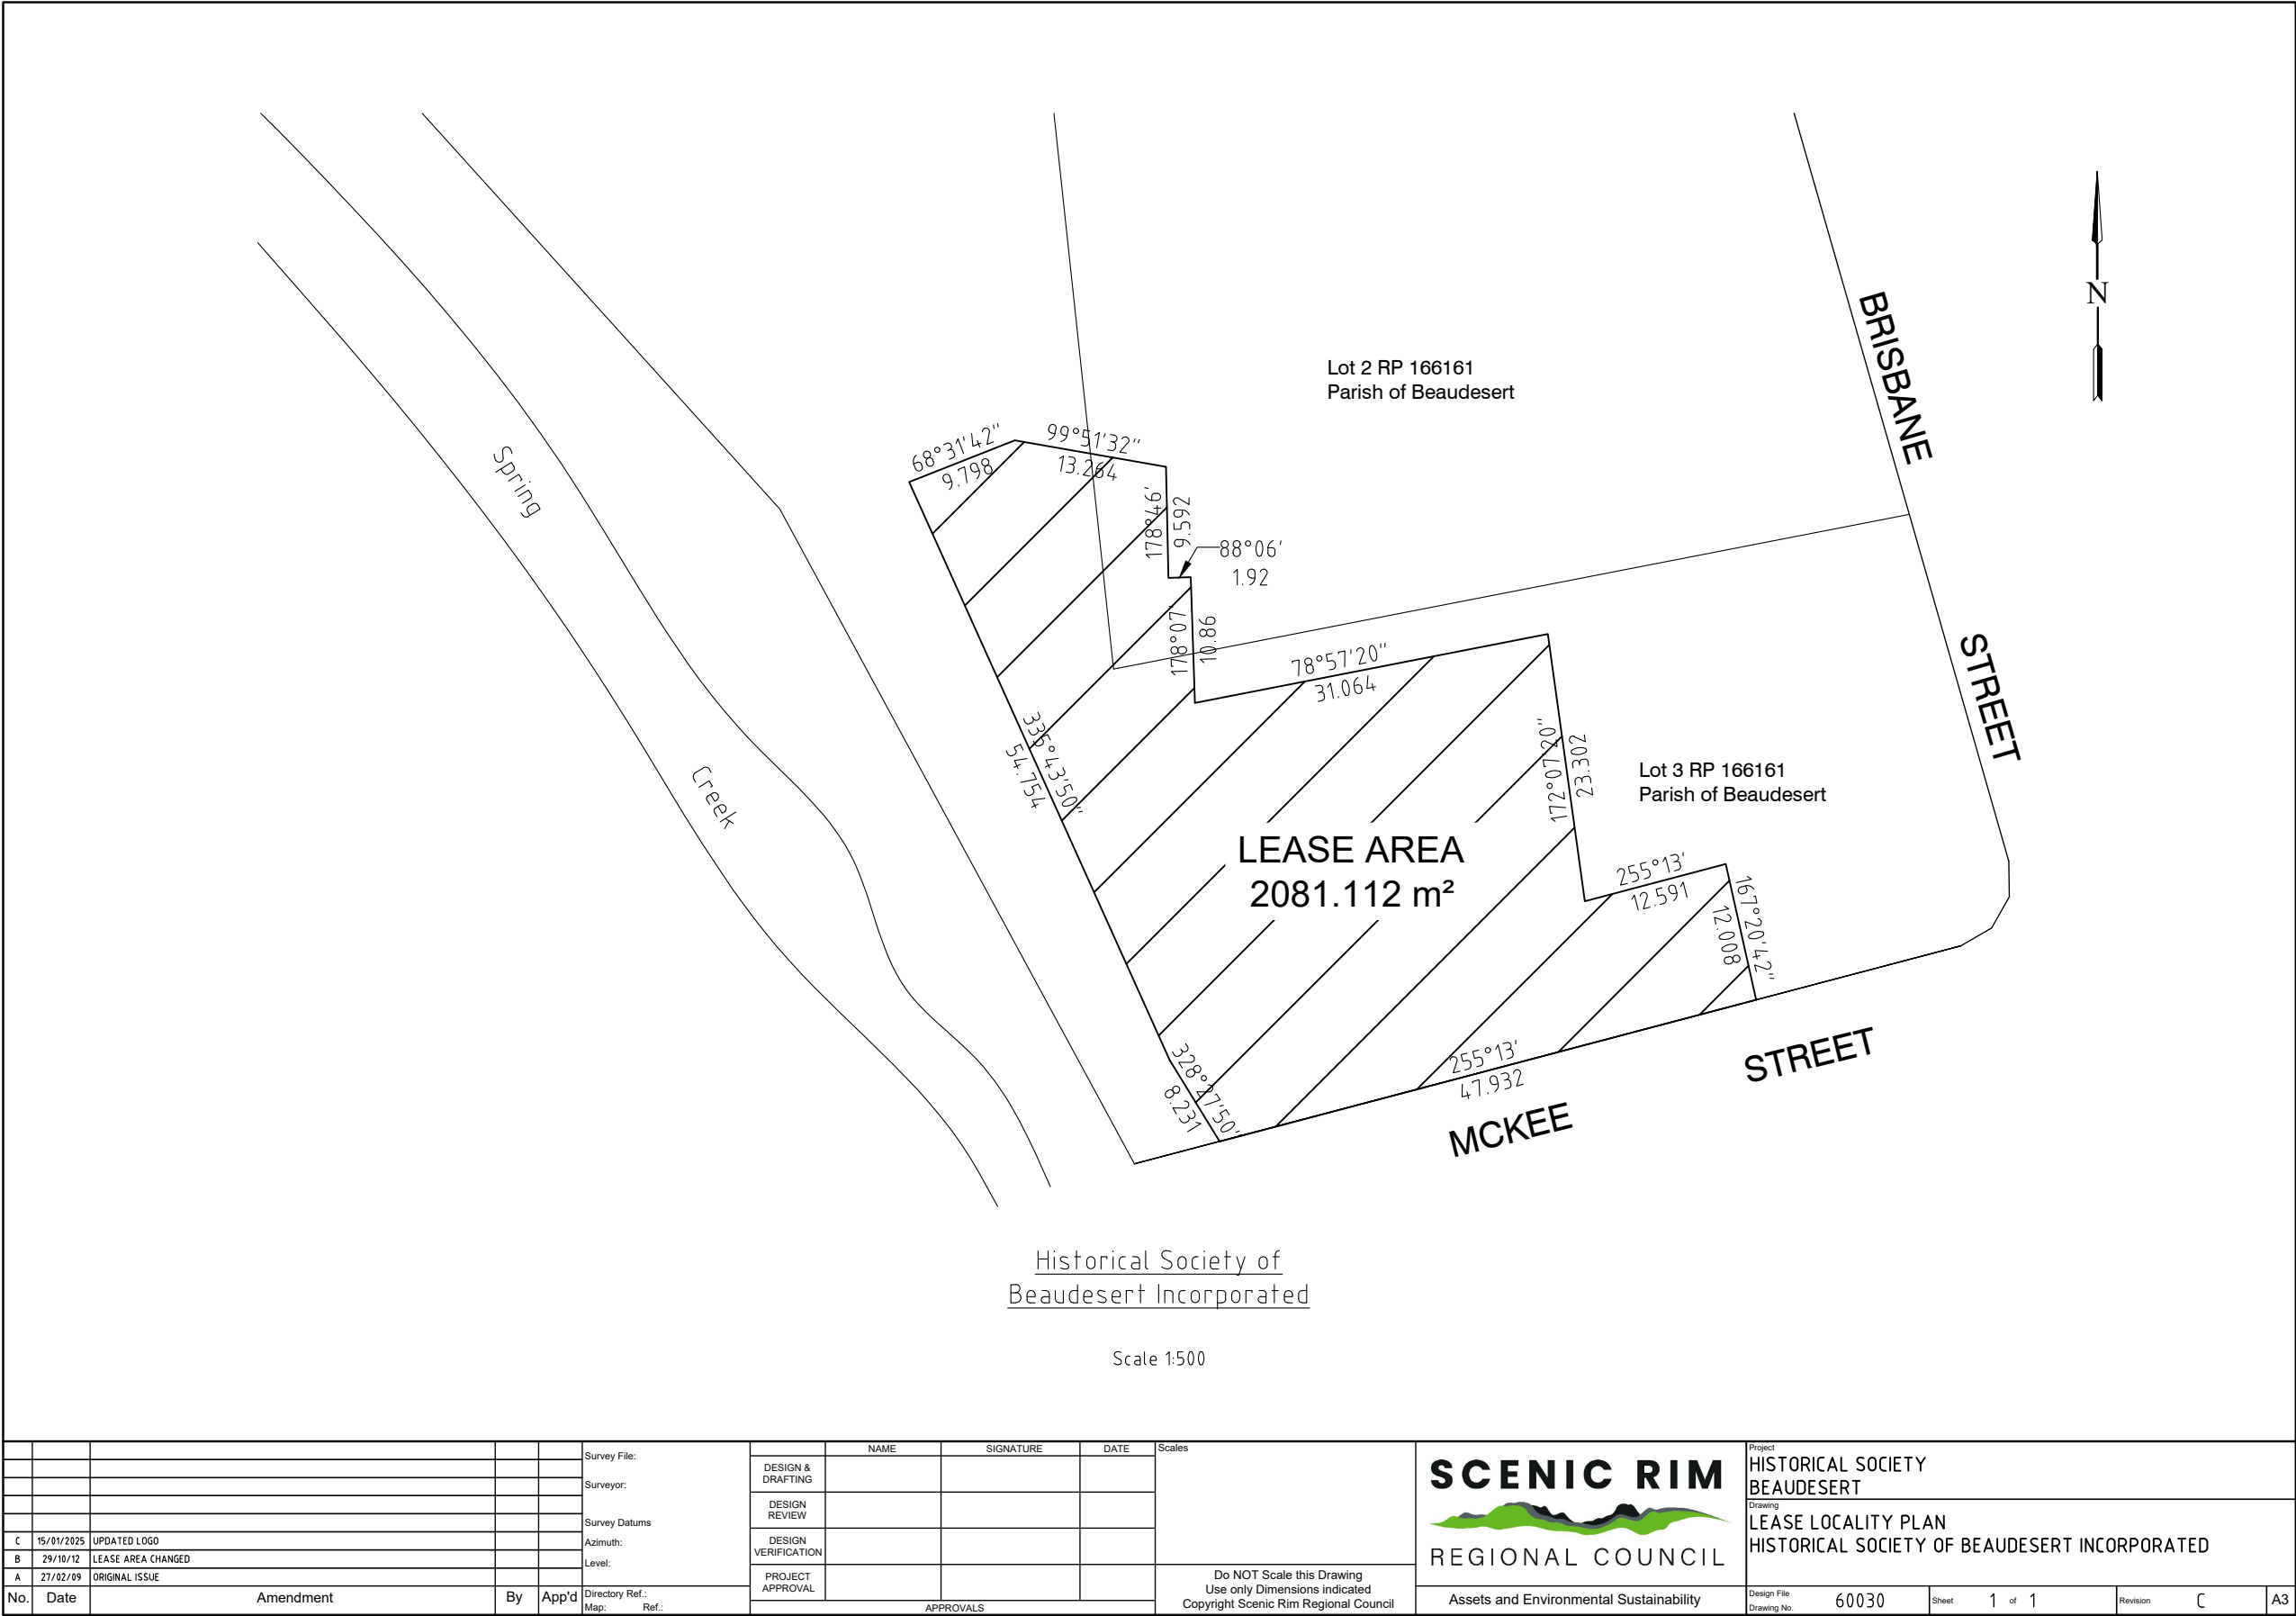 Lot 2 RP 166161
Parish of Beaudesert
BRISBANE
STREET
N
68°31'42"
9.798
99°51'32"
13.264
178°46'
9.592
88°06'
1.92
178°07'
10.86
78°57'20"
31.064
172°07'20"
23.302
Lot 3 RP 166161
Parish of Beaudesert
Spring
Creek
335°43'50"
54.754
LEASE AREA
2081.112 m²
255°13'
12.591
167°20'42"
12.008
328°27'50"
8.231
255°13'
47.932
MCKEE
STREET
Historical Society of
Beaudesert Incorporated
Scale 1:500
C 15/01/2025 UPDATED LOGO
B 29/10/12 LEASE AREA CHANGED
A 27/02/09 ORIGINAL ISSUE
No. Date Amendment By App'd
Survey File:
Surveyor:
Survey Datums
Azimuth:
Level:
Directory Ref.:
Map: Ref.:
NAME SIGNATURE DATE
DESIGN &
DRAFTING
DESIGN
REVIEW
DESIGN
VERIFICATION
PROJECT
APPROVAL
APPROVALS
Scales
Do NOT Scale this Drawing
Use only Dimensions indicated
Copyright Scenic Rim Regional Council
SCENIC RIM
REGIONAL COUNCIL
Assets and Environmental Sustainability
Project
HISTORICAL SOCIETY
BEAUDESERT
Drawing
LEASE LOCALITY PLAN
HISTORICAL SOCIETY OF BEAUDESERT INCORPORATED
Design File
Drawing No.
60030
Sheet 1 of 1
Revision C
A3